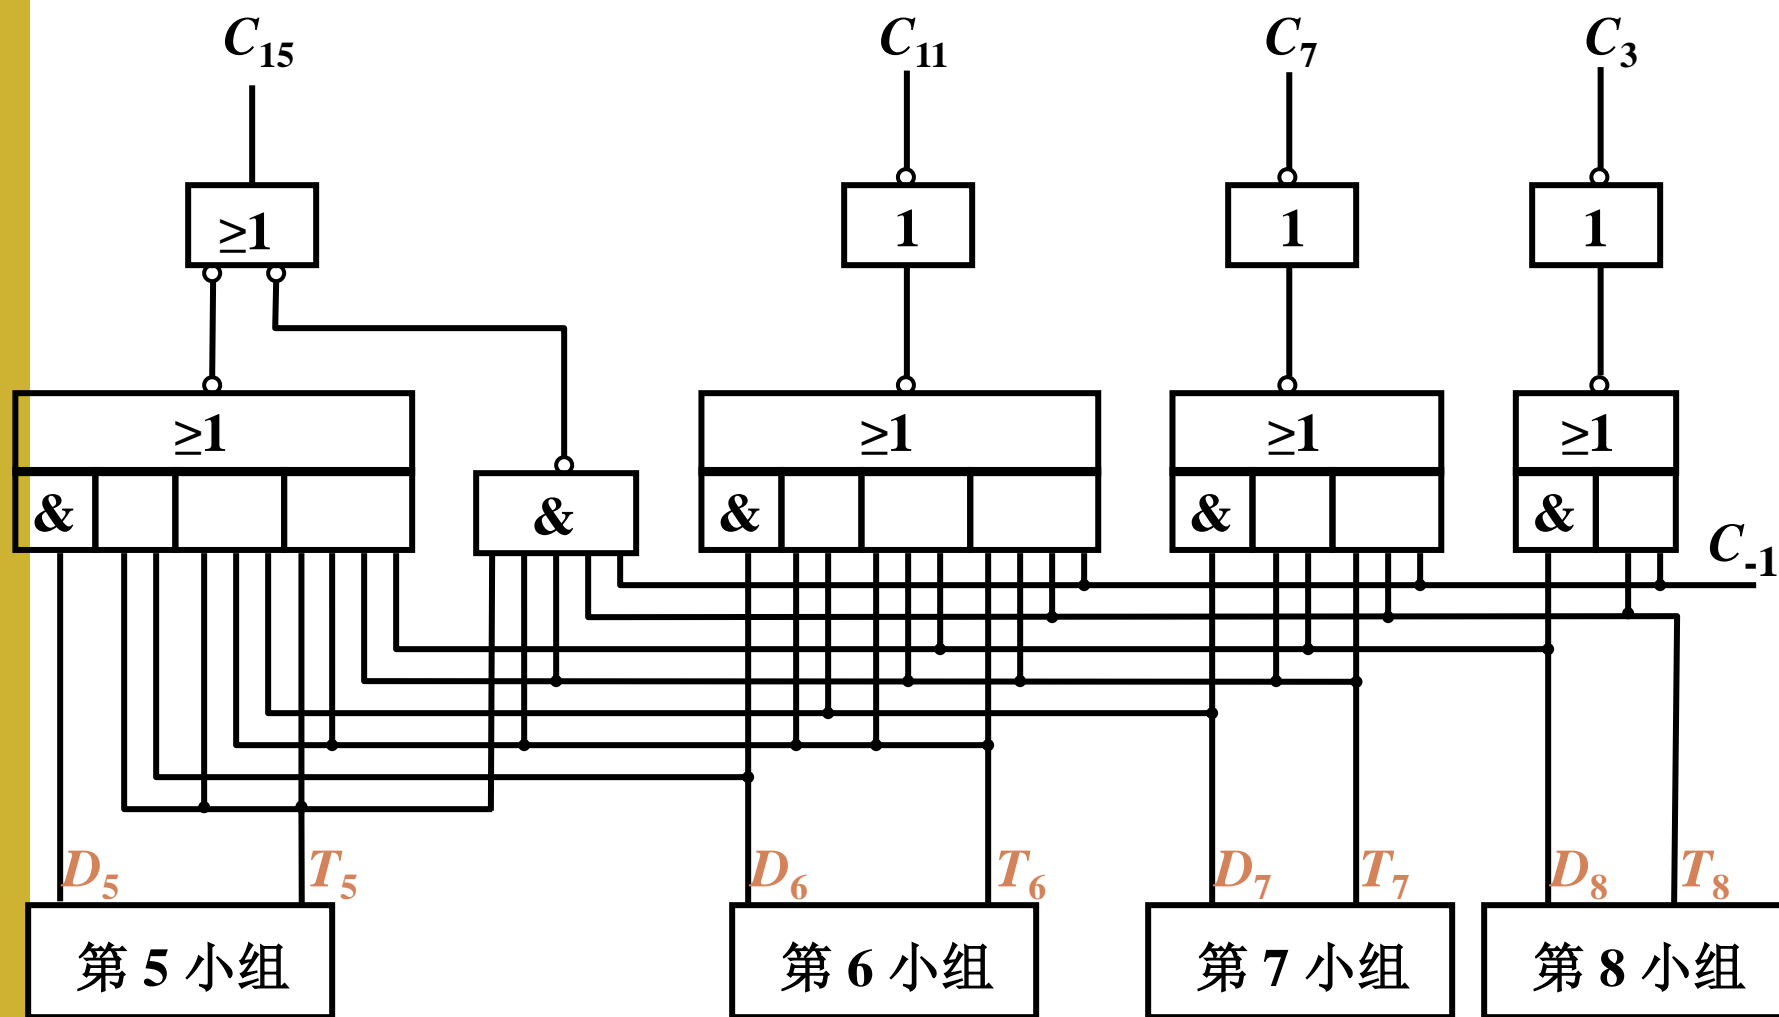 C₁₅ C₁₁ C₇ C₃
≥1 1 1 1
≥1 ≥1 ≥1 ≥1
& & & & &
C₋₁
D₅ T₅ D₆ T₆ D₇ T₇ D₈ T₈
第 5 小组 第 6 小组 第 7 小组 第 8 小组